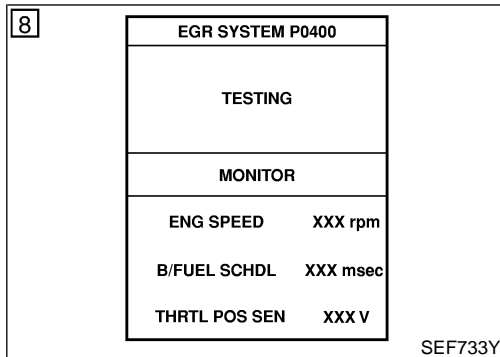 8
EGR SYSTEM P0400
TESTING
MONITOR
ENG SPEED XXX rpm
B/FUEL SCHDL XXX msec
THRTL POS SEN XXX V
SEF733Y